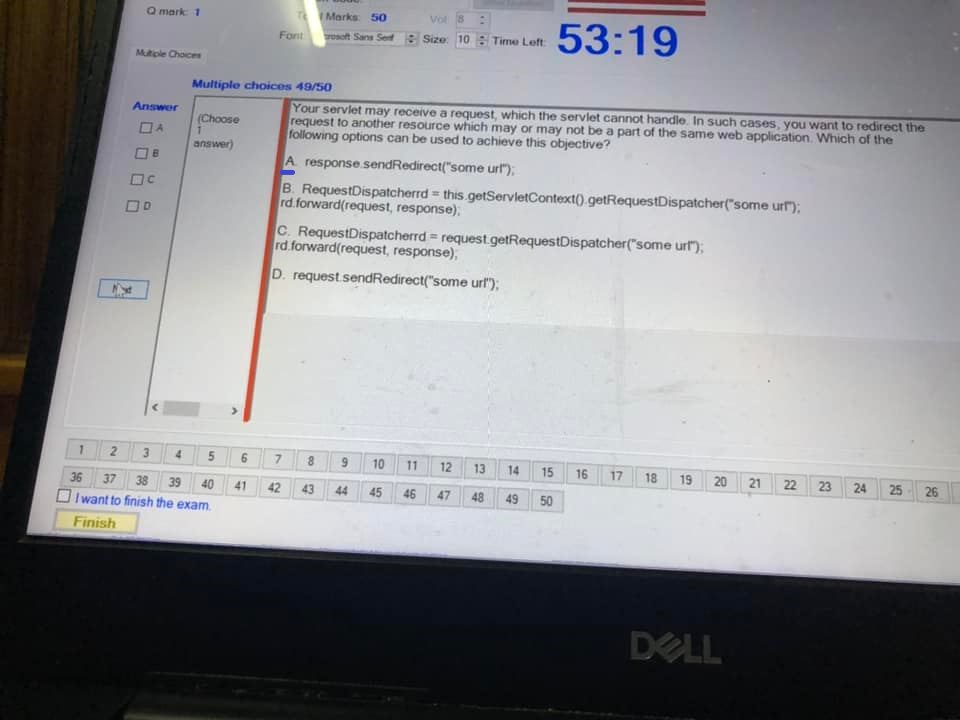 Q mark: 1
Marks: 50
Vol: 8
Font:
Sans Serif
Size: 10
Time Left: 53:19
Multiple Choices
Multiple choices 49/50
Answer
A
B
C
D
(Choose
1
answer)
Your servlet may receive a request, which the servlet cannot handle. In such cases, you want to redirect the
request to another resource which may or may not be a part of the same web application. Which of the
following options can be used to achieve this objective?
A. response.sendRedirect("some url");
B. RequestDispatcherrd = this.getServletContext().getRequestDispatcher("some url");
rd.forward(request, response);
C. RequestDispatcherrd = request.getRequestDispatcher("some url");
rd.forward(request, response);
D. request.sendRedirect("some url");
1 2 3 4 5 6 7 8 9 10 11 12 13 14 15 16 17 18 19 20 21 22 23 24 25 26
36 37 38 39 40 41 42 43 44 45 46 47 48 49 50
I want to finish the exam.
Finish
DELL